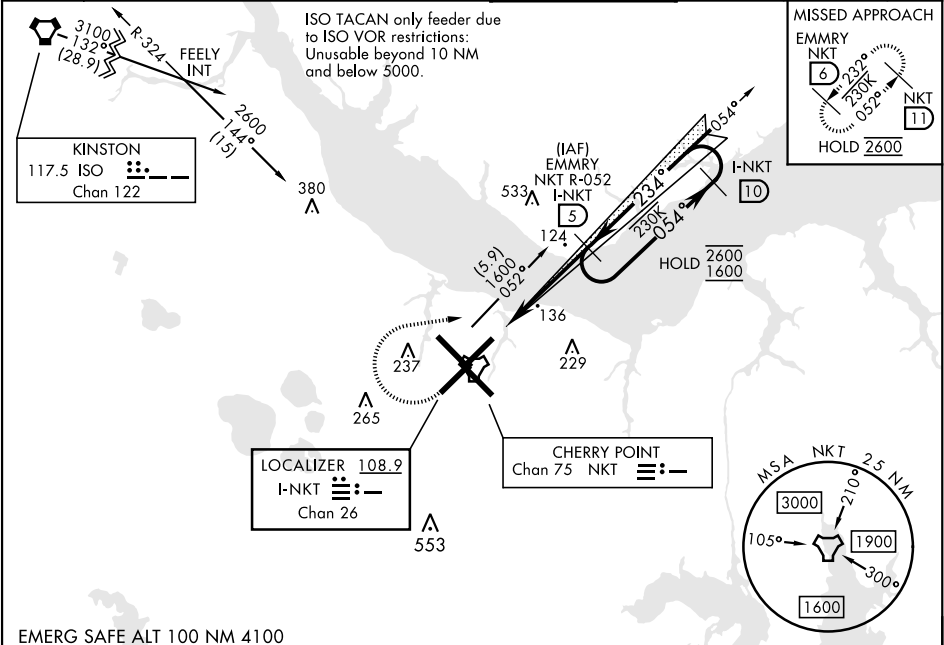 3100
132°
(28.9)
R-324
FEELY
INT
2600
144°
(15)
ISO TACAN only feeder due
to ISO VOR restrictions:
Unusable beyond 10 NM
and below 5000.
MISSED APPROACH
EMMRY
NKT
6
232°
230K
052°
NKT
11
HOLD 2600
KINSTON
117.5 ISO
Chan 122
380
533
(IAF)
EMMRY
NKT R-052
I-NKT
5
124
054°
234°
230K
054°
I-NKT
10
HOLD 2600
1600
(5.9)
1600
052°
136
237
229
265
LOCALIZER 108.9
I-NKT
Chan 26
CHERRY POINT
Chan 75 NKT
553
MSA NKT 25 NM
3000
210°
105°
1900
300°
1600
EMERG SAFE ALT 100 NM 4100